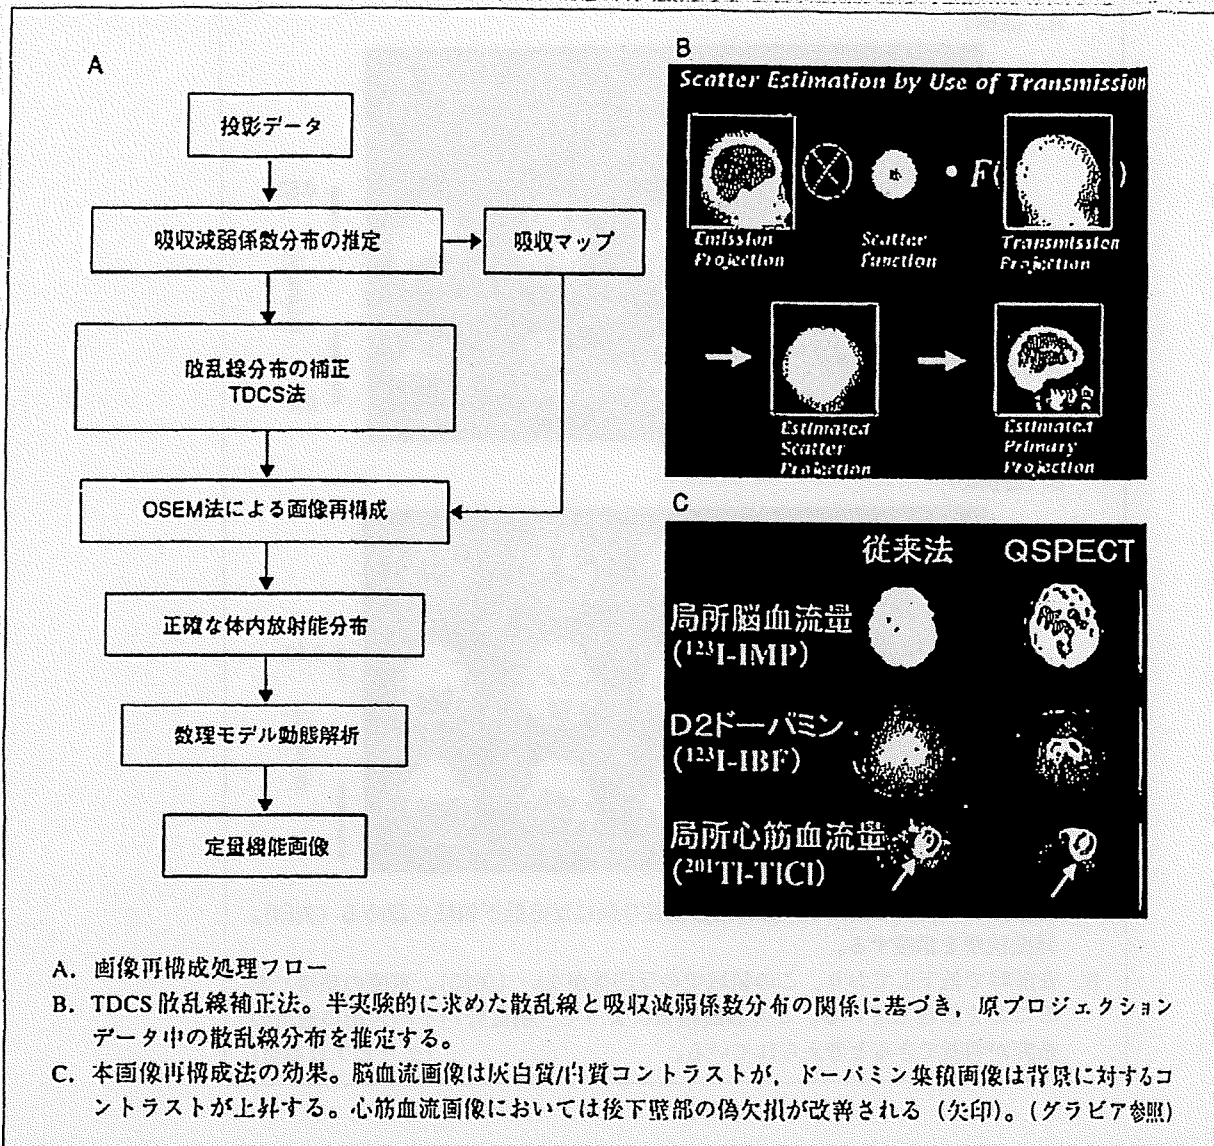 A
投影データ
吸収減弱係数分布の推定
吸収マップ
散乱線分布の補正
TDCS法
OSEM法による画像再構成
正確な体内放射能分布
数理モデル動態解析
定量機能画像
B
Scatter Estimation by Use of Transmission
• F( )
Emission
Projection
Scatter
Function
Transmission
Projection
Estimated
Scatter
Projection
Estimated
Primary
Projection
C
従来法 QSPECT
局所脳血流量
(¹²³I-IMP)
D2ドーパミン
(¹²³I-IBF)
局所心筋血流量
(²⁰¹Tl-TlCl)
A. 画像再構成処理フロー
B. TDCS 散乱線補正法。半実験的に求めた散乱線と吸収減弱係数分布の関係に基づき，原プロジェクション
データ中の散乱線分布を推定する。
C. 本画像再構成法の効果。脳血流画像は灰白質/白質コントラストが，ドーパミン集積画像は背景に対するコ
ントラストが上昇する。心筋血流画像においては後下壁部の偽欠損が改善される（矢印）。(グラビア参照)